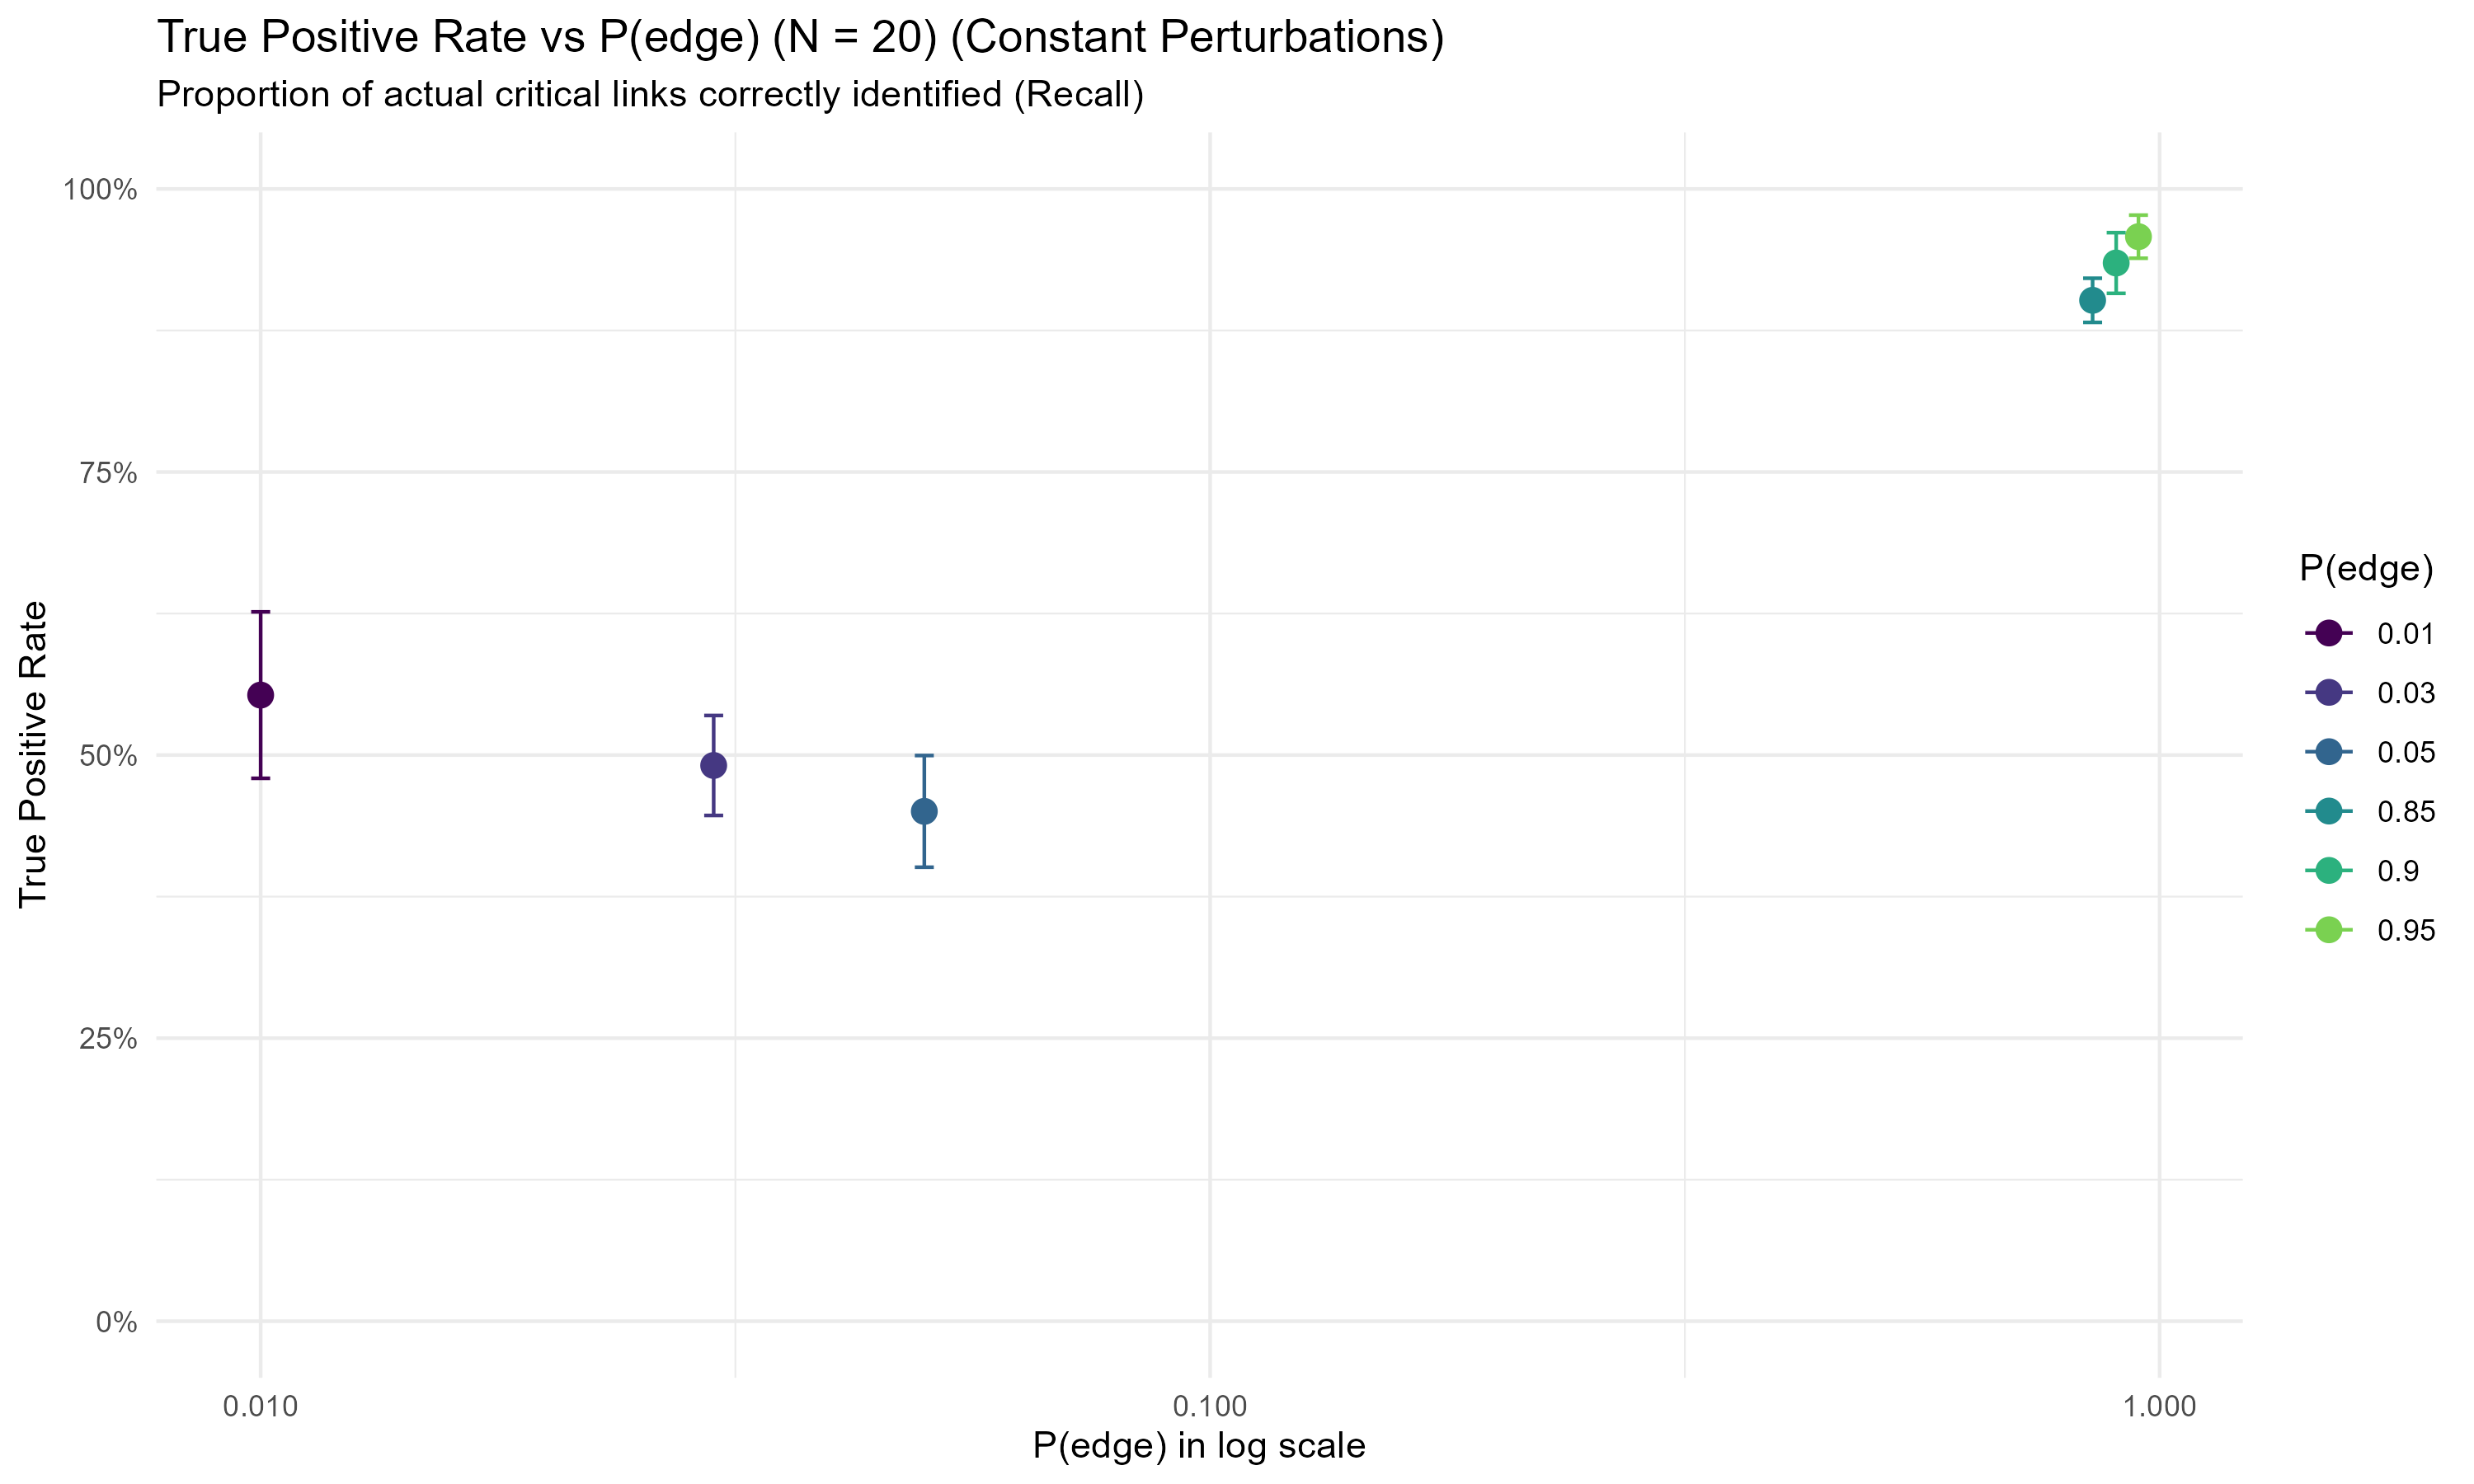 True Positive Rate vs P(edge) (N = 20) (Constant Perturbations)
Proportion of actual critical links correctly identified (Recall)
True Positive Rate
100%
75%
50%
25%
0%
0.010
0.100
1.000
P(edge) in log scale
P(edge)
0.01
0.03
0.05
0.85
0.9
0.95